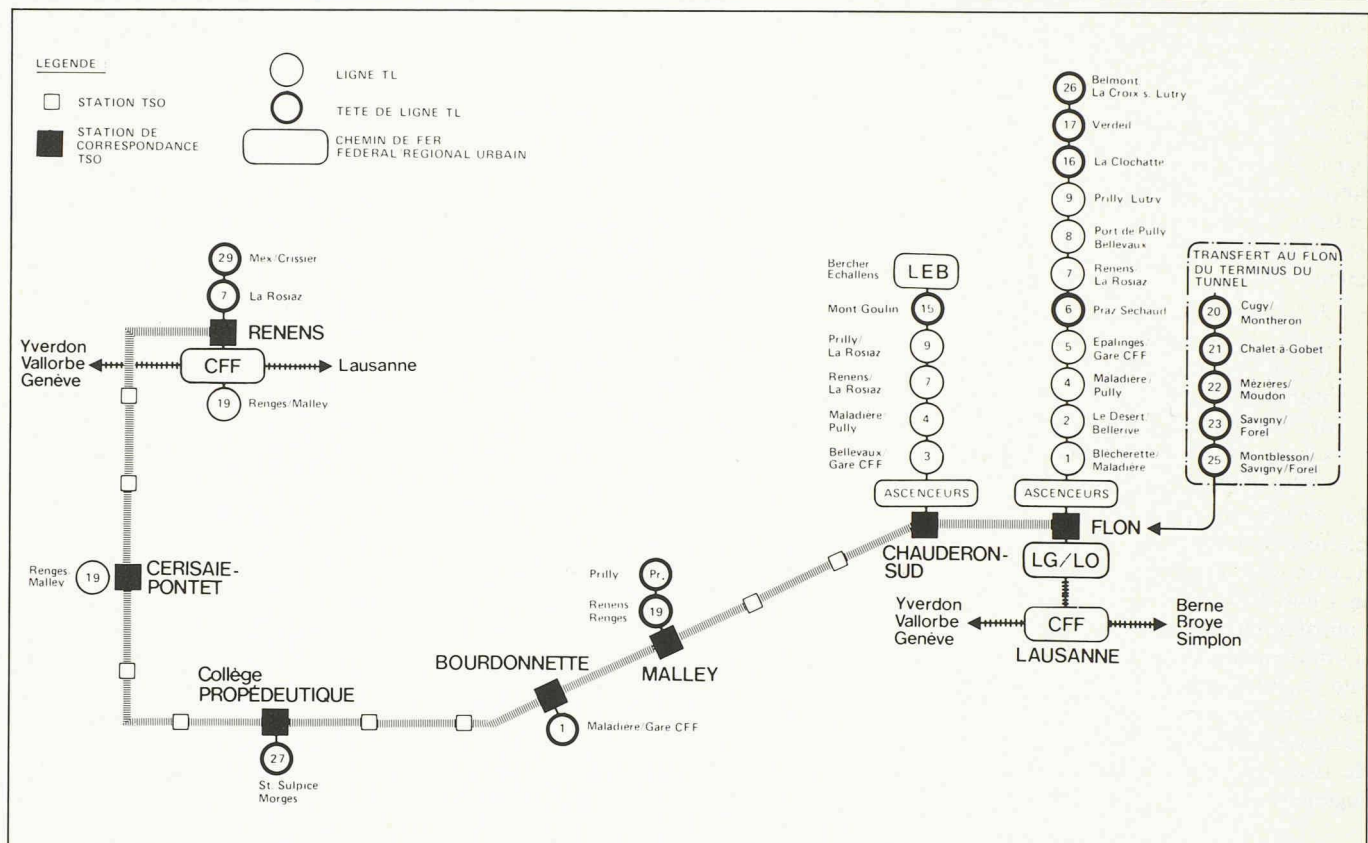 LEGENDE :
STATION TSO
STATION DE
CORRESPONDANCE
TSO
LIGNE TL
TETE DE LIGNE TL
CHEMIN DE FER
FEDERAL REGIONAL URBAIN
29 Mex/Crissier
7 La Rosiaz
RENENS
Yverdon
Vallorbe
Genève
CFF
Lausanne
19 Renges/Malley
Renges
Malley
19
CERISAIE-
PONTET
Collège
PROPÉDEUTIQUE
27
St. Sulpice
Morges
BOURDONNETTE
1 Maladière/Gare CFF
Prilly Pr.
Renens
Renges
19
MALLEY
Bercher
Echallens
LEB
Mont Goulin 15
Prilly/
La Rosiaz
9
Renens/
La Rosiaz
7
Maladière/
Pully
4
Bellevaux/
Gare CFF
3
ASCENCEURS
CHAUDERON-
SUD
26 Belmont
La Croix s. Lutry
17 Verdeil
16 La Clochatte
9 Prilly Lutry
8 Port de Pully
Bellevaux
7 Renens
La Rosiaz
6 Praz Sechaud
5 Epalinges/
Gare CFF
4 Maladière/
Pully
2 Le Désert/
Bellerive
1 Blécherette/
Maladière
ASCENCEURS
FLON
LG/LO
Yverdon
Vallorbe
Genève
CFF
Berne
Broye
Simplon
LAUSANNE
TRANSFERT AU FLON
DU TERMINUS DU
TUNNEL
20 Cugy/
Montheron
21 Chalet-à-Gobet
22 Mézières/
Moudon
23 Savigny/
Forel
25 Montblesson/
Savigny/Forel